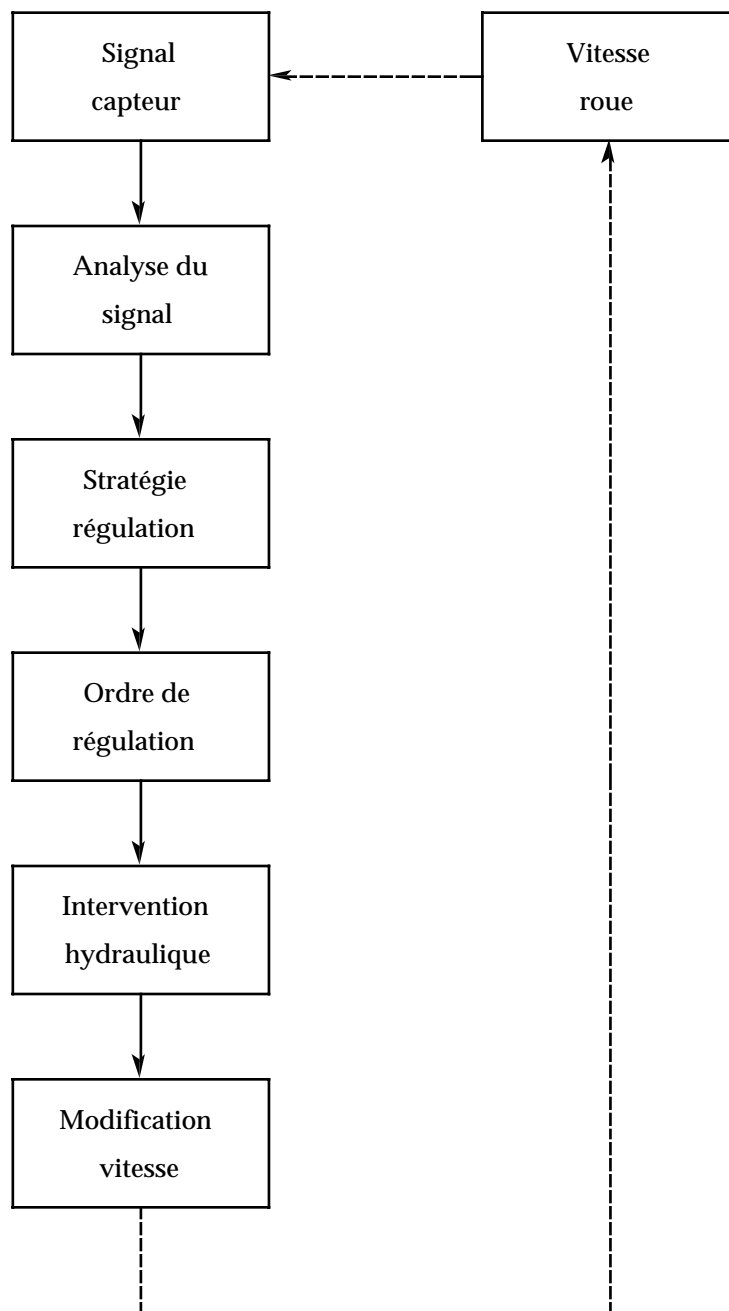 Signal
capteur
Vitesse
roue
Analyse du
signal
Stratégie
régulation
Ordre de
régulation
Intervention
hydraulique
Modification
vitesse